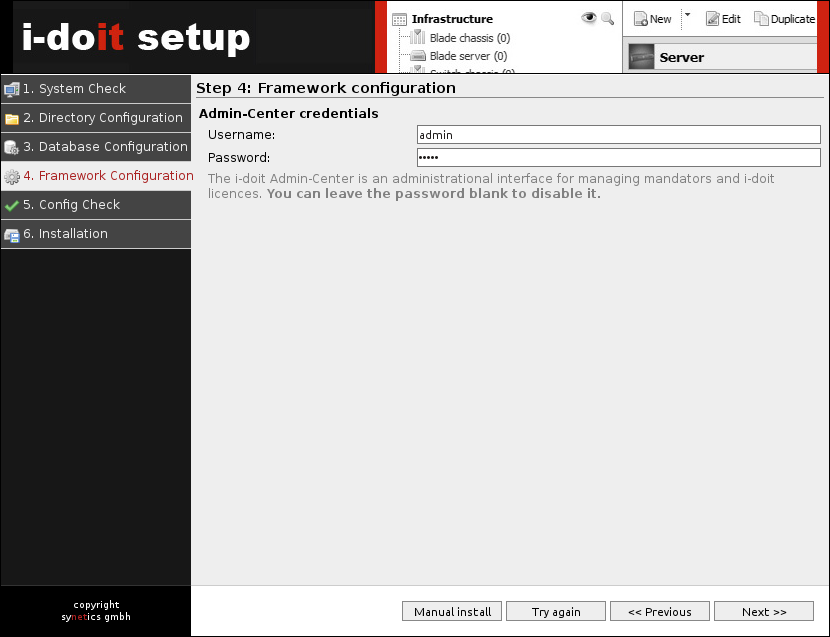 i-doit setup
Infrastructure
Blade chassis (0)
Blade server (0)
Switch chassis (0)
New
Edit
Duplicate
Server
1. System Check
2. Directory Configuration
3. Database Configuration
4. Framework Configuration
5. Config Check
6. Installation
Step 4: Framework configuration
Admin-Center credentials
Username:
admin
Password:
•••••
The i-doit Admin-Center is an administrational interface for managing mandators and i-doit
licences. You can leave the password blank to disable it.
copyright
synetics gmbh
Manual install
Try again
<< Previous
Next >>